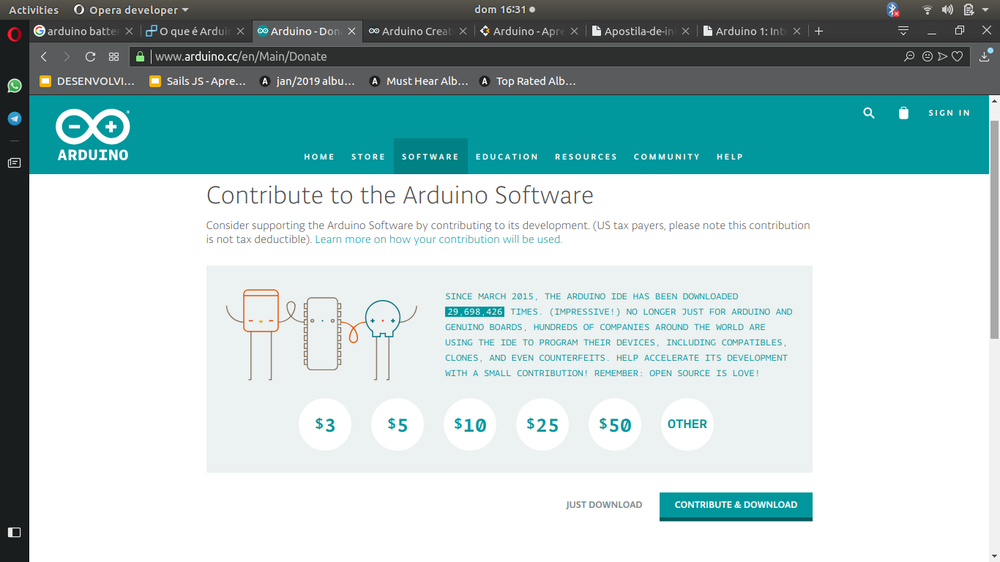 Activities
Opera developer
dom 16:31
arduino batter
O que é Arduin
Arduino - Don
Arduino Creat
Arduino - Apre
Apostila-de-in
Arduino 1: Intr
www.arduino.cc/en/Main/Donate
DESENVOLVI...
Sails JS - Apre...
jan/2019 albu...
Must Hear Alb...
Top Rated Alb...
ARDUINO
SIGN IN
HOME
STORE
SOFTWARE
EDUCATION
RESOURCES
COMMUNITY
HELP
Contribute to the Arduino Software
Consider supporting the Arduino Software by contributing to its development. (US tax payers, please note this contribution
is not tax deductible). Learn more on how your contribution will be used.
SINCE MARCH 2015, THE ARDUINO IDE HAS BEEN DOWNLOADED
29,698,426 TIMES. (IMPRESSIVE!) NO LONGER JUST FOR ARDUINO AND
GENUINO BOARDS, HUNDREDS OF COMPANIES AROUND THE WORLD ARE
USING THE IDE TO PROGRAM THEIR DEVICES, INCLUDING COMPATIBLES,
CLONES, AND EVEN COUNTERFEITS. HELP ACCELERATE ITS DEVELOPMENT
WITH A SMALL CONTRIBUTION! REMEMBER: OPEN SOURCE IS LOVE!
$3
$5
$10
$25
$50
OTHER
JUST DOWNLOAD
CONTRIBUTE & DOWNLOAD